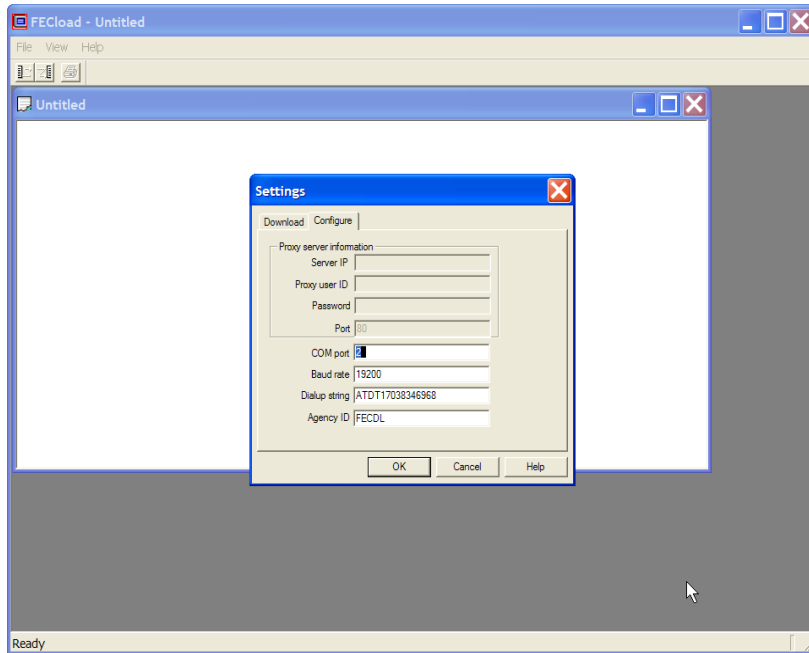 FECload - Untitled
File View Help
Untitled
Settings
Download Configure
Proxy server information
Server IP
Proxy user ID
Password
Port 80
COM port 2
Baud rate 19200
Dialup string ATDT17038346968
Agency ID FECDL
OK Cancel Help
Ready